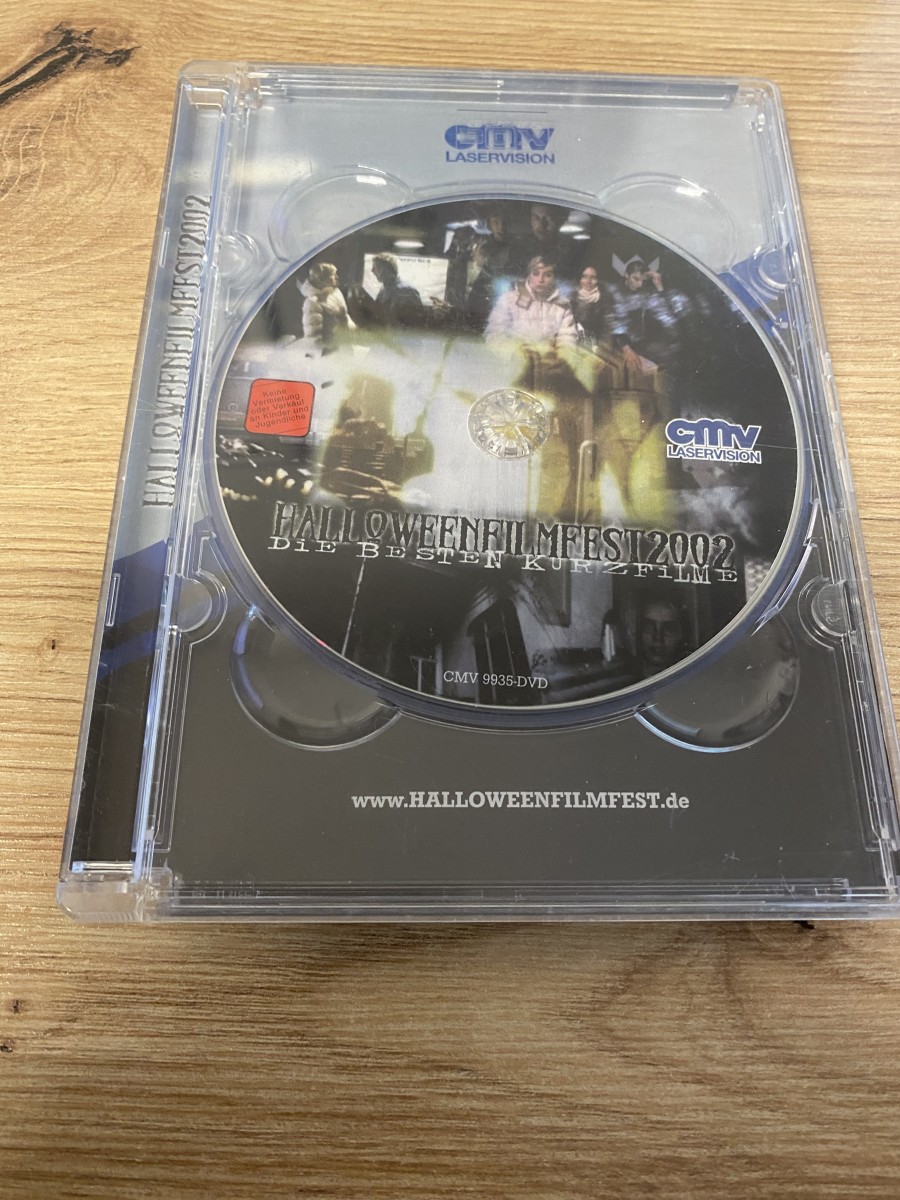 cmv
LASERVISION
HALLOWEENFILMFEST2002
Keine
Vermietung
oder Verkauf
an Kinder und
Jugendliche
cmv
LASERVISION
HALLOWEENFILMFEST2002
DiE BESTEN KURZFiLME
CMV 9935-DVD
www.HALLOWEENFILMFEST.de